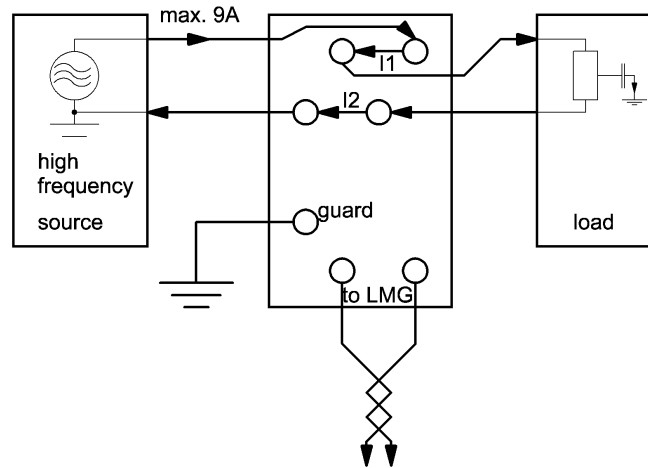 max. 9A
I1
I2
high
frequency
source
guard
load
to LMG